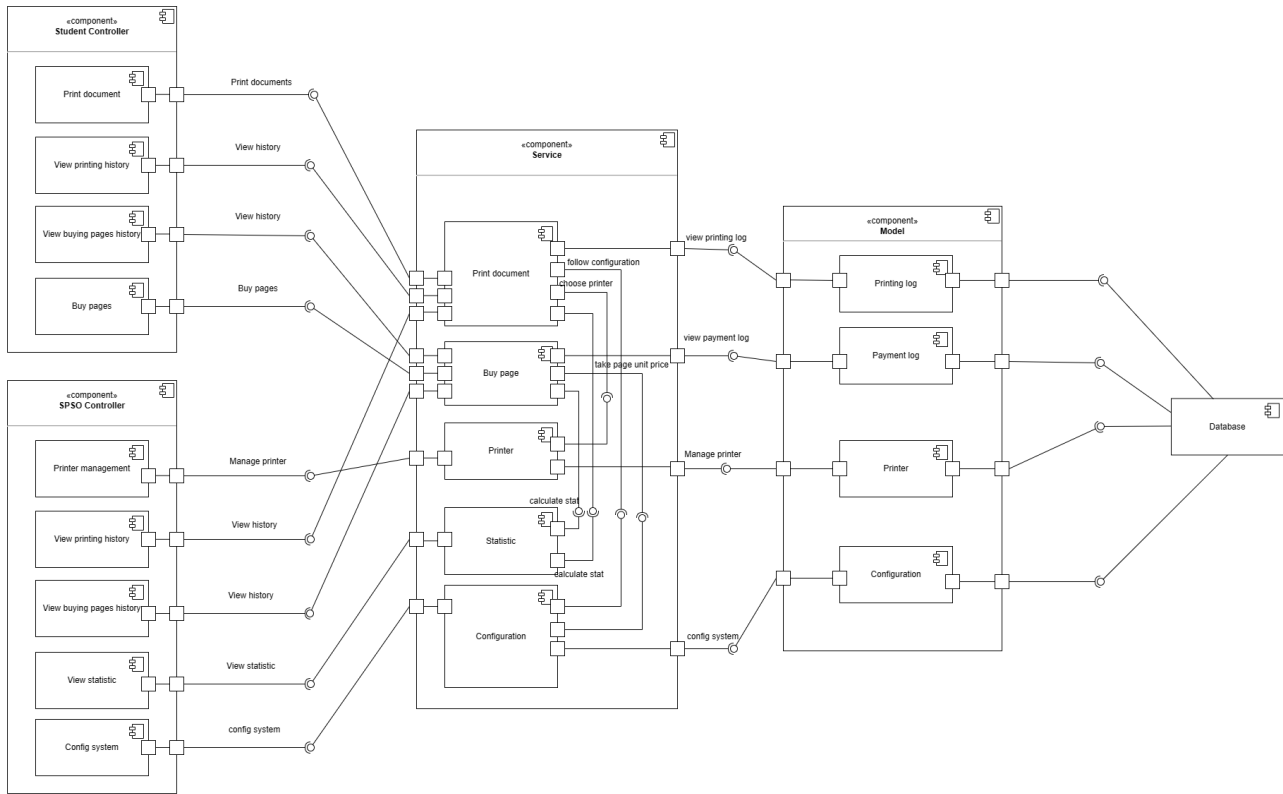 «component»
Student Controller
Print document
Print documents
View printing history
View history
View buying pages history
View history
Buy pages
Buy pages
«component»
SPSO Controller
Printer management
Manage printer
View printing history
View history
View buying pages history
View history
View statistic
View statistic
Config system
config system
«component»
Service
Print document
follow configuration
choose printer
Buy page
take page unit price
Printer
calculate stat
Statistic
calculate stat
Configuration
view printing log
view payment log
Manage printer
config system
«component»
Model
Printing log
Payment log
Printer
Configuration
Database